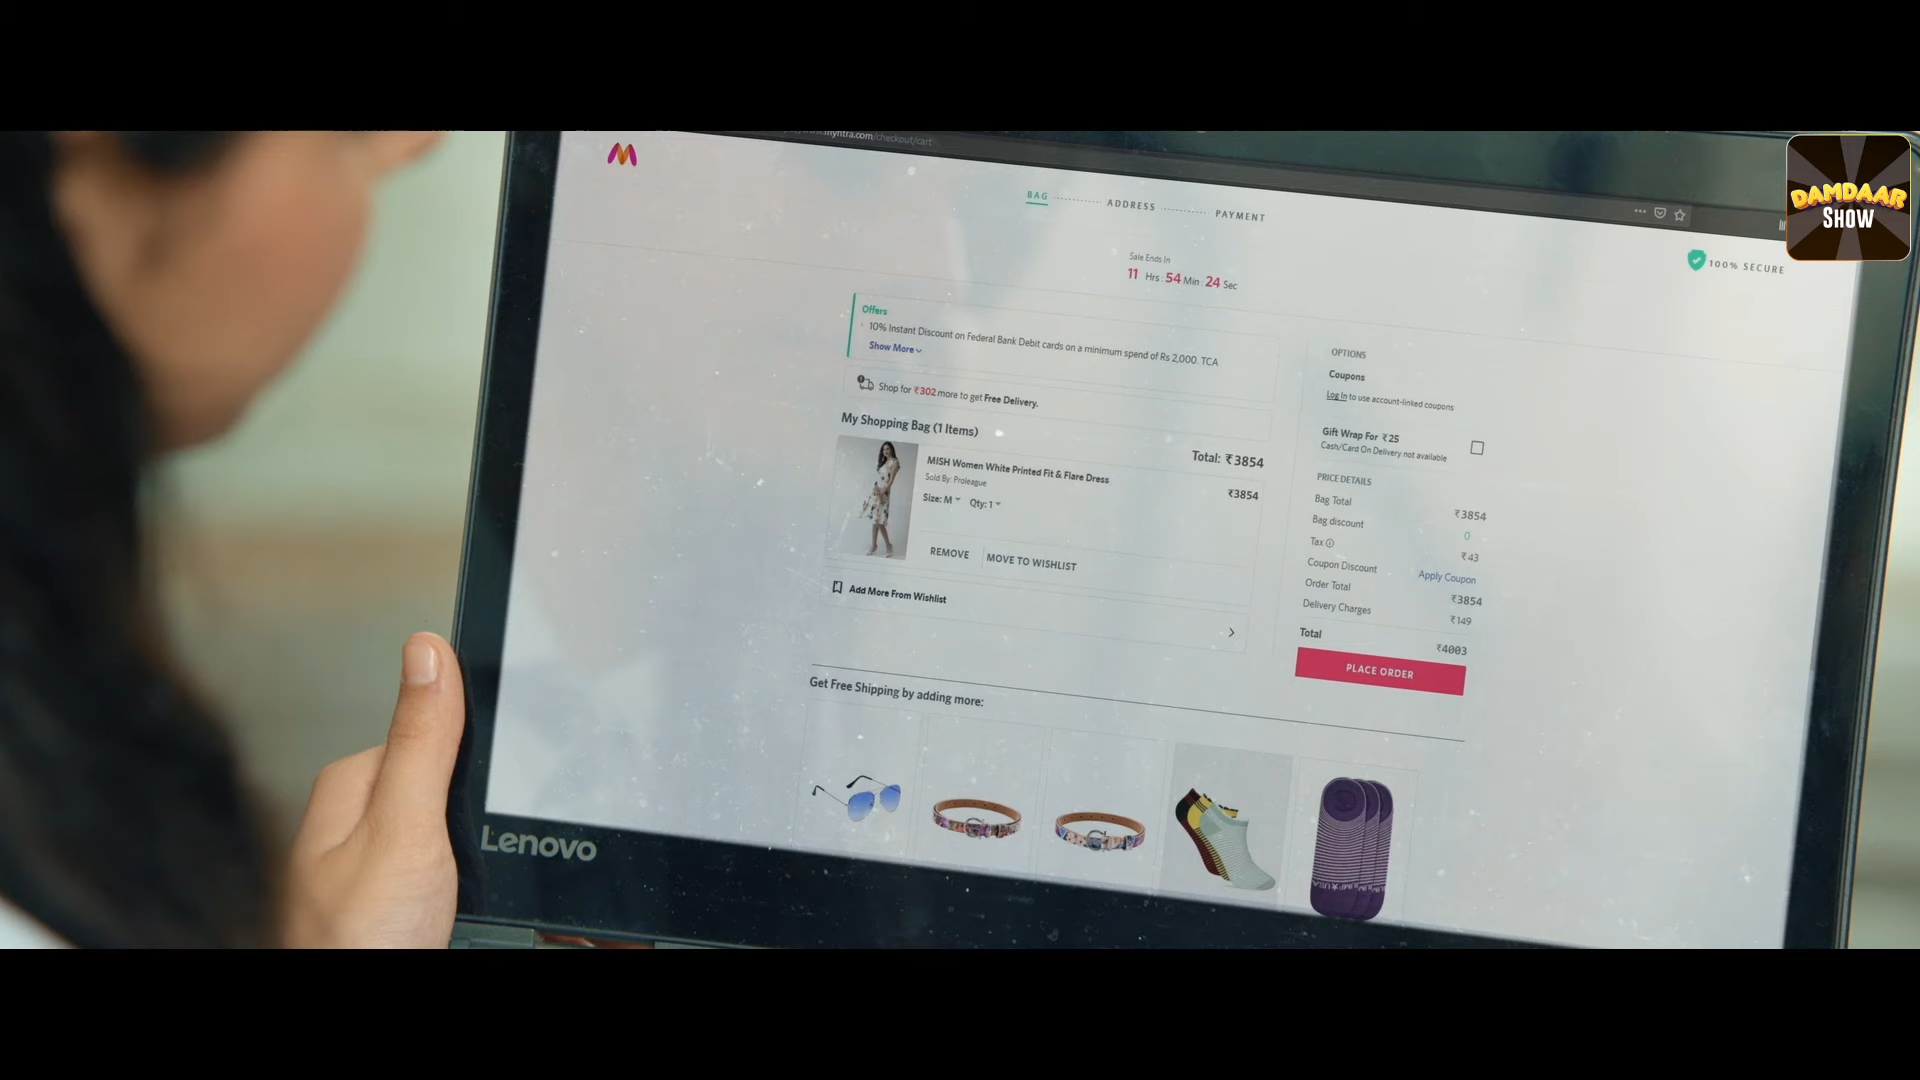 myntra.com/checkout/cart
DAMDAAR
SHOW
BAG
ADDRESS
PAYMENT
100% SECURE
Sale Ends In
11 Hrs : 54 Min : 24 Sec
Offers
10% Instant Discount on Federal Bank Debit cards on a minimum spend of Rs 2,000. TCA
Show More
Shop for ₹302 more to get Free Delivery.
My Shopping Bag (1 Items)
Total: ₹3854
MISH Women White Printed Fit & Flare Dress
₹3854
Sold By: Proleague
Size: M
Qty: 1
REMOVE
MOVE TO WISHLIST
Add More From Wishlist
OPTIONS
Coupons
Log In to use account-linked coupons
Gift Wrap For ₹25
Cash/Card On Delivery not available
PRICE DETAILS
Bag Total ₹3854
Bag discount 0
Tax ₹43
Coupon Discount Apply Coupon
Order Total ₹3854
Delivery Charges ₹149
Total ₹4003
PLACE ORDER
Get Free Shipping by adding more:
Lenovo